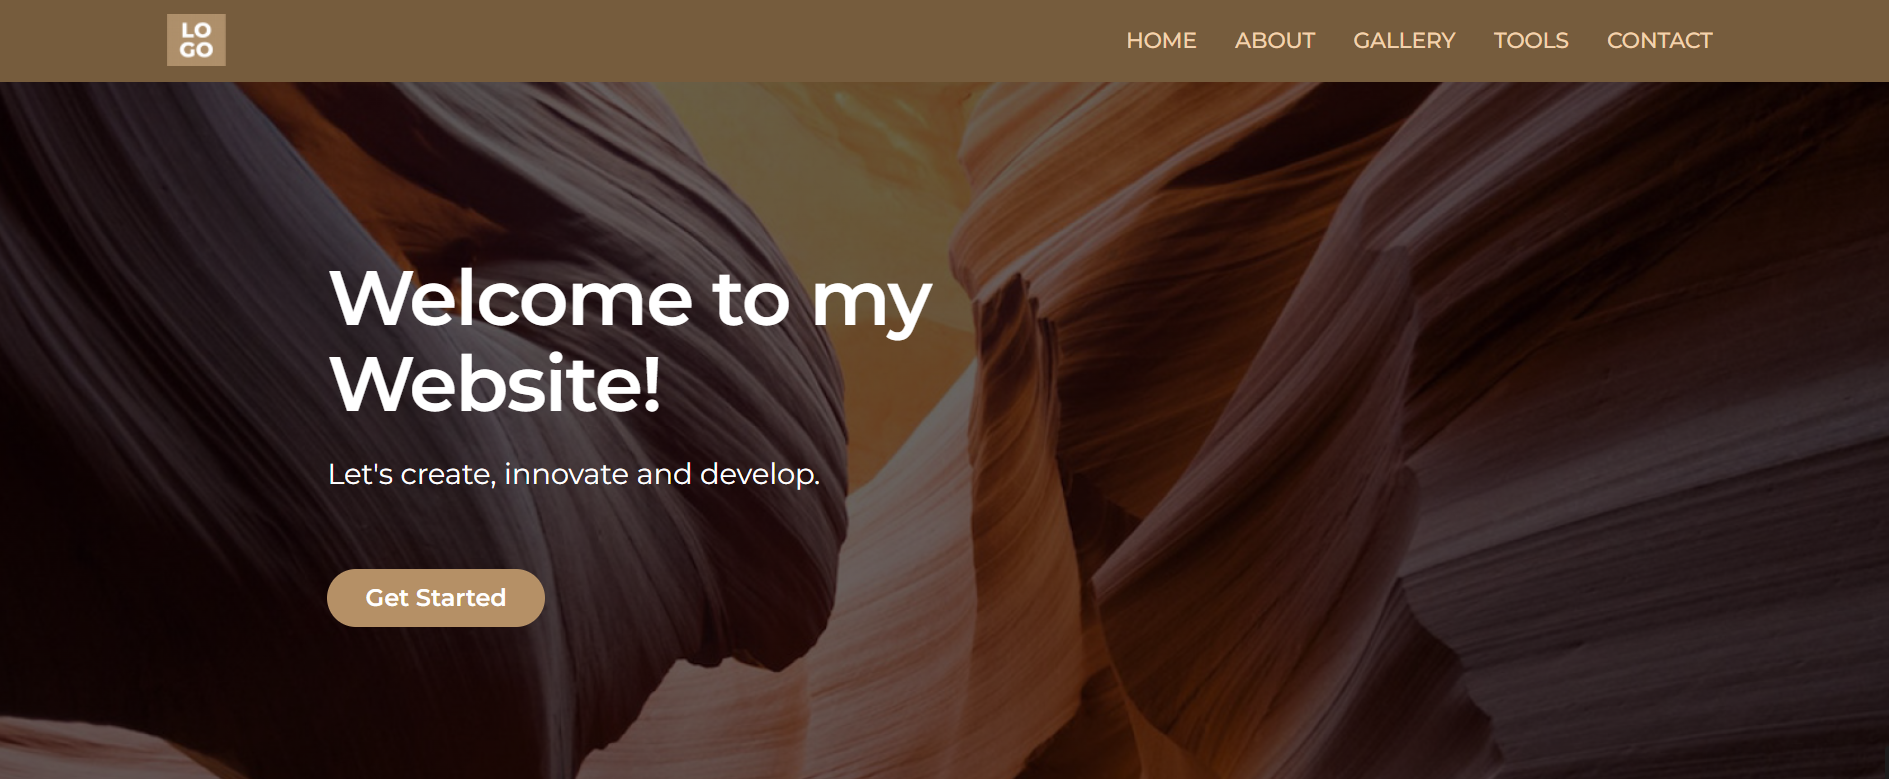 LO
GO
HOME ABOUT GALLERY TOOLS CONTACT
Welcome to my
Website!
Let's create, innovate and develop.
Get Started